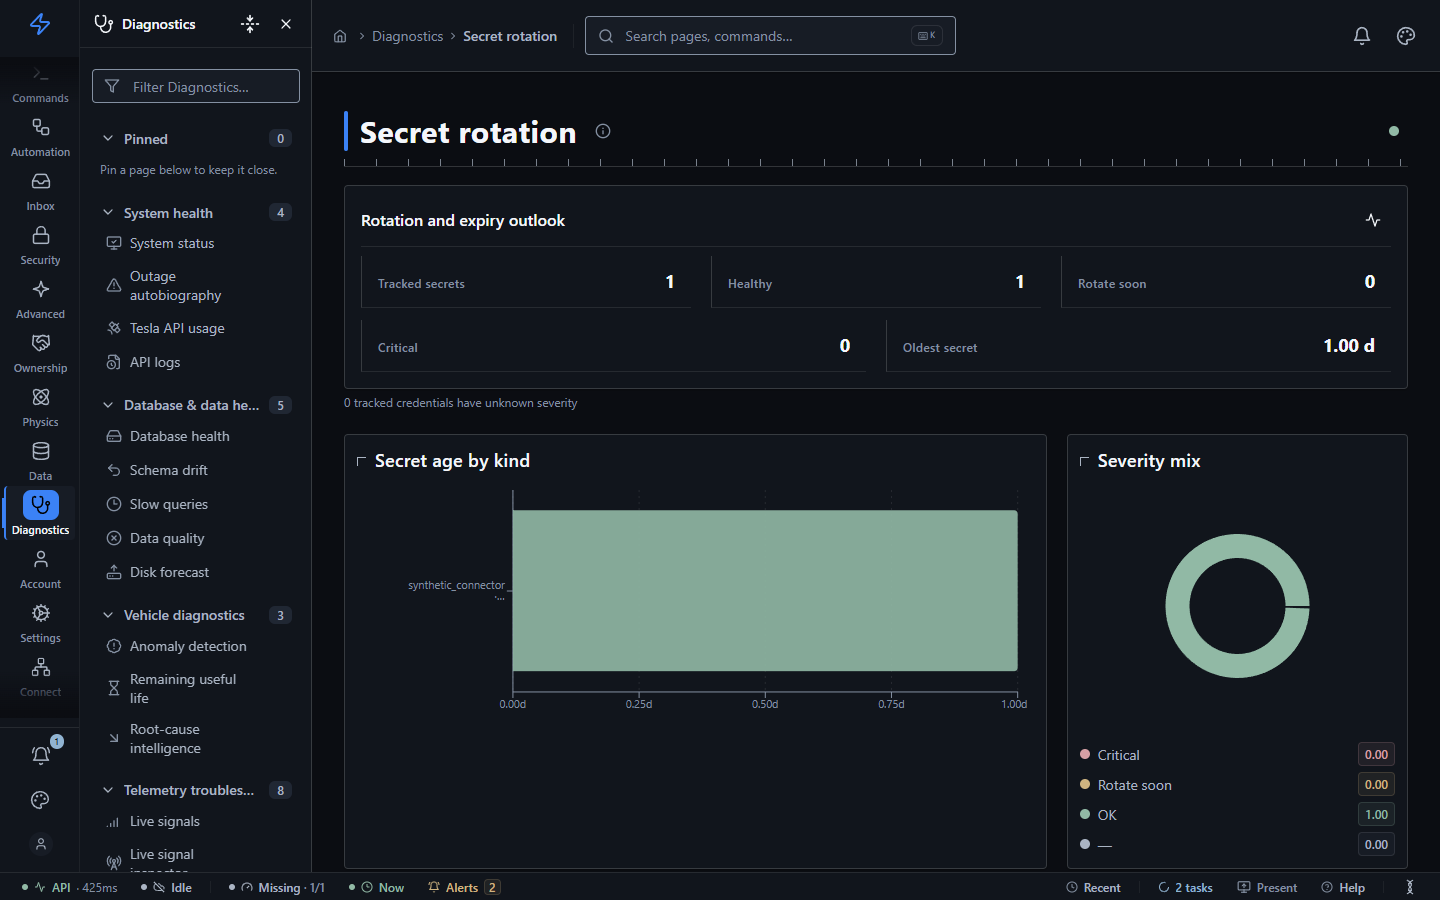 Diagnostics
Diagnostics
Secret rotation
Search pages, commands...
K
Commands
Automation
Inbox
Security
Advanced
Ownership
Physics
Data
Diagnostics
Account
Settings
Connect
1
Filter Diagnostics...
Pinned
0
Pin a page below to keep it close.
System health
4
System status
Outage
autobiography
Tesla API usage
API logs
Database & data he...
5
Database health
Schema drift
Slow queries
Data quality
Disk forecast
Vehicle diagnostics
3
Anomaly detection
Remaining useful
life
Root-cause
intelligence
Telemetry troubles...
8
Live signals
Live signal
Secret rotation
Rotation and expiry outlook
Tracked secrets
1
Healthy
1
Rotate soon
0
Critical
0
Oldest secret
1.00 d
0 tracked credentials have unknown severity
Secret age by kind
synthetic_connector
·...
0.00d
0.25d
0.50d
0.75d
1.00d
Severity mix
Critical
0.00
Rotate soon
0.00
OK
1.00
—
0.00
API · 425ms
Idle
Missing · 1/1
Now
Alerts 2
Recent
2 tasks
Present
Help